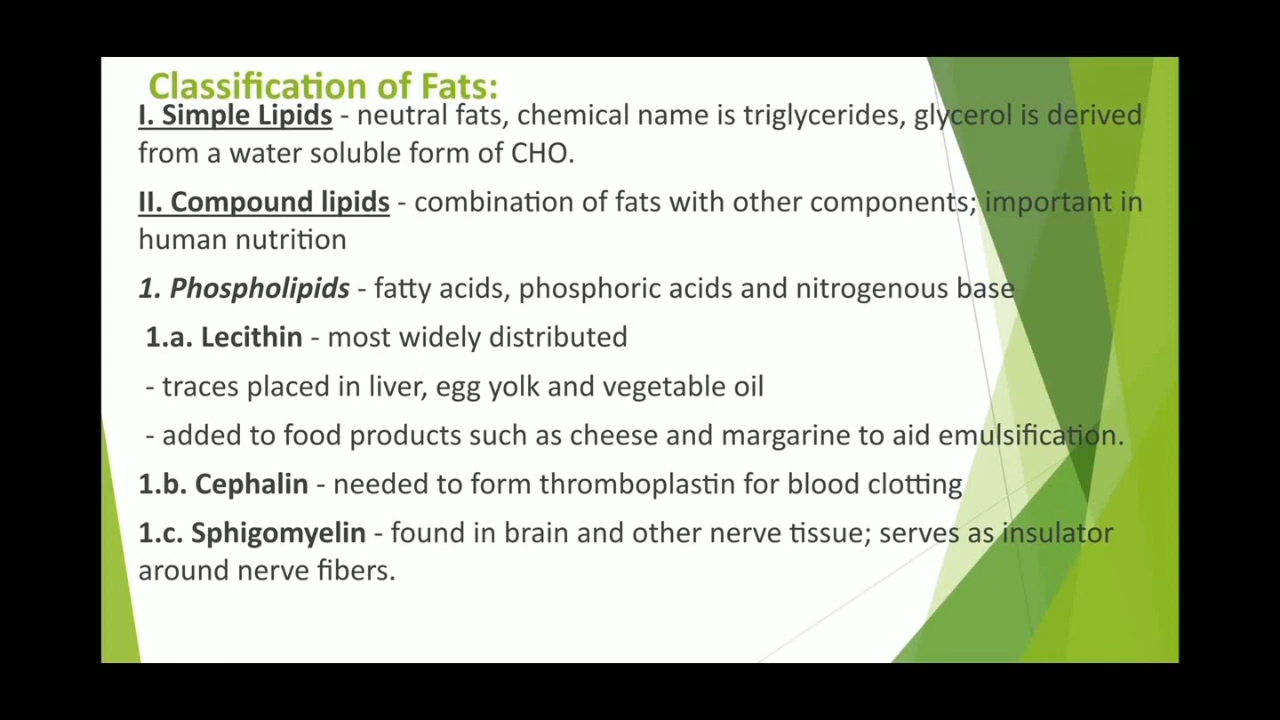 Classification of Fats:
I. Simple Lipids - neutral fats, chemical name is triglycerides, glycerol is derived
from a water soluble form of CHO.
II. Compound lipids - combination of fats with other components; important in
human nutrition
1. Phospholipids - fatty acids, phosphoric acids and nitrogenous base
1.a. Lecithin - most widely distributed
- traces placed in liver, egg yolk and vegetable oil
- added to food products such as cheese and margarine to aid emulsification.
1.b. Cephalin - needed to form thromboplastin for blood clotting
1.c. Sphigomyelin - found in brain and other nerve tissue; serves as insulator
around nerve fibers.